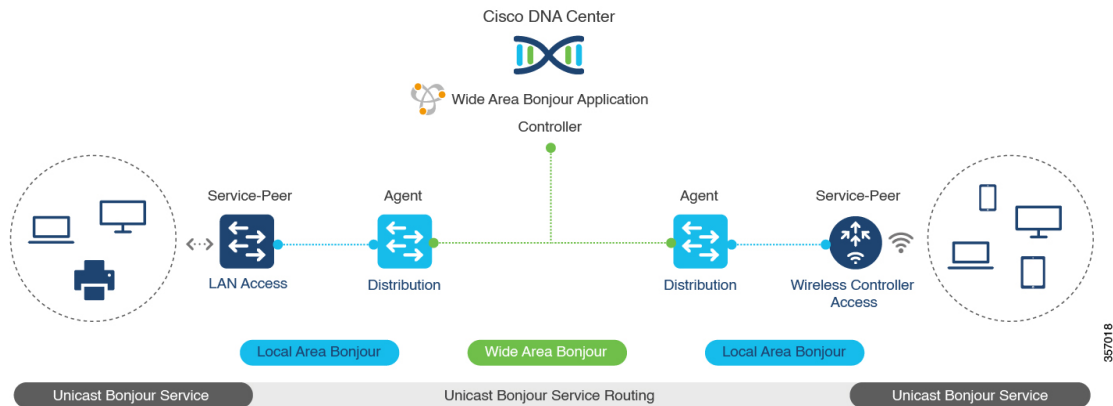 Cisco DNA Center
Wide Area Bonjour Application
Controller
Service-Peer
Agent
Agent
Service-Peer
LAN Access
Distribution
Distribution
Wireless Controller
Access
Local Area Bonjour
Wide Area Bonjour
Local Area Bonjour
357018
Unicast Bonjour Service
Unicast Bonjour Service Routing
Unicast Bonjour Service